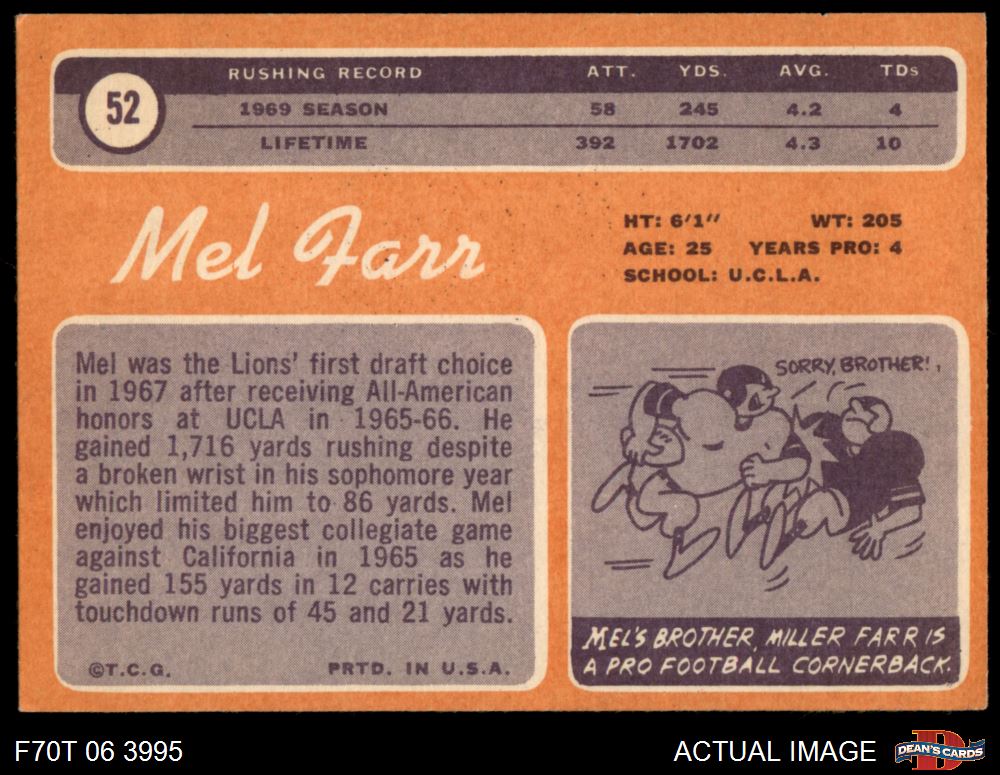 52
RUSHING RECORD ATT. YDS. AVG. TDs
1969 SEASON 58 245 4.2 4
LIFETIME 392 1702 4.3 10
Mel Farr
HT: 6'1" WT: 205
AGE: 25 YEARS PRO: 4
SCHOOL: U.C.L.A.
Mel was the Lions' first draft choice
in 1967 after receiving All-American
honors at UCLA in 1965-66. He
gained 1,716 yards rushing despite
a broken wrist in his sophomore year
which limited him to 86 yards. Mel
enjoyed his biggest collegiate game
against California in 1965 as he
gained 155 yards in 12 carries with
touchdown runs of 45 and 21 yards.
©T.C.G. PRTD. IN U.S.A.
SORRY, BROTHER!
MEL'S BROTHER, MILLER FARR IS
A PRO FOOTBALL CORNERBACK.
F70T 06 3995
ACTUAL IMAGE
D
DEAN'S CARDS